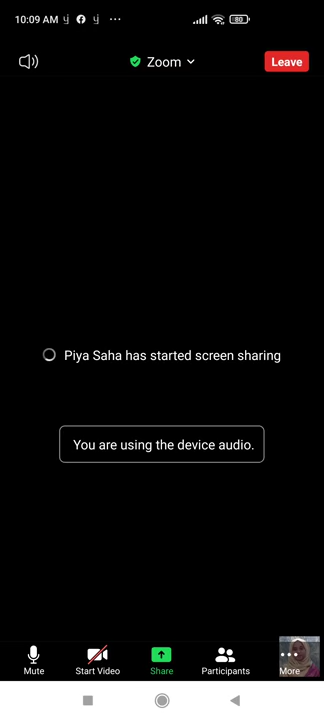 10:09 AM
80
Zoom
Leave
Piya Saha has started screen sharing
You are using the device audio.
Mute
Start Video
Share
Participants
More